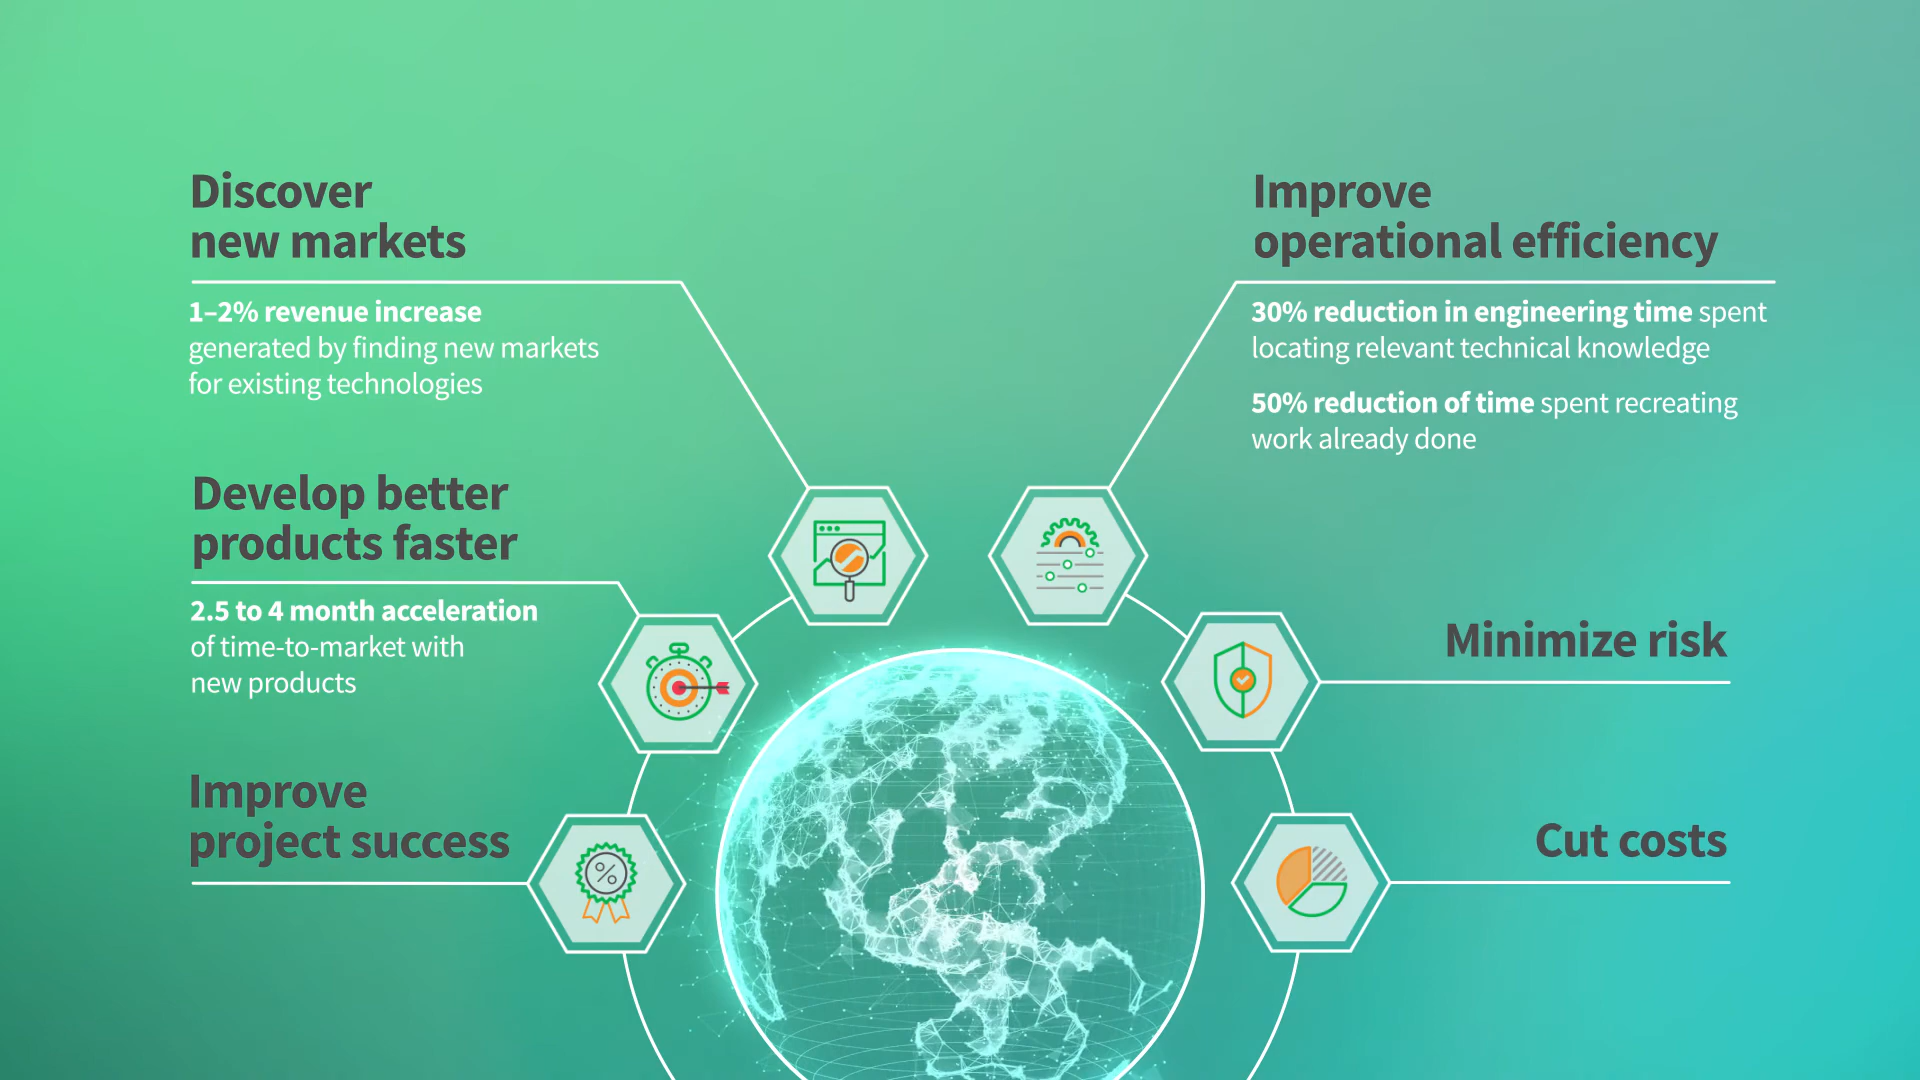 Discover
new markets
1–2% revenue increase
generated by finding new markets
for existing technologies
Develop better
products faster
2.5 to 4 month acceleration
of time-to-market with
new products
Improve
project success
%
Improve
operational efficiency
30% reduction in engineering time spent
locating relevant technical knowledge
50% reduction of time spent recreating
work already done
Minimize risk
Cut costs